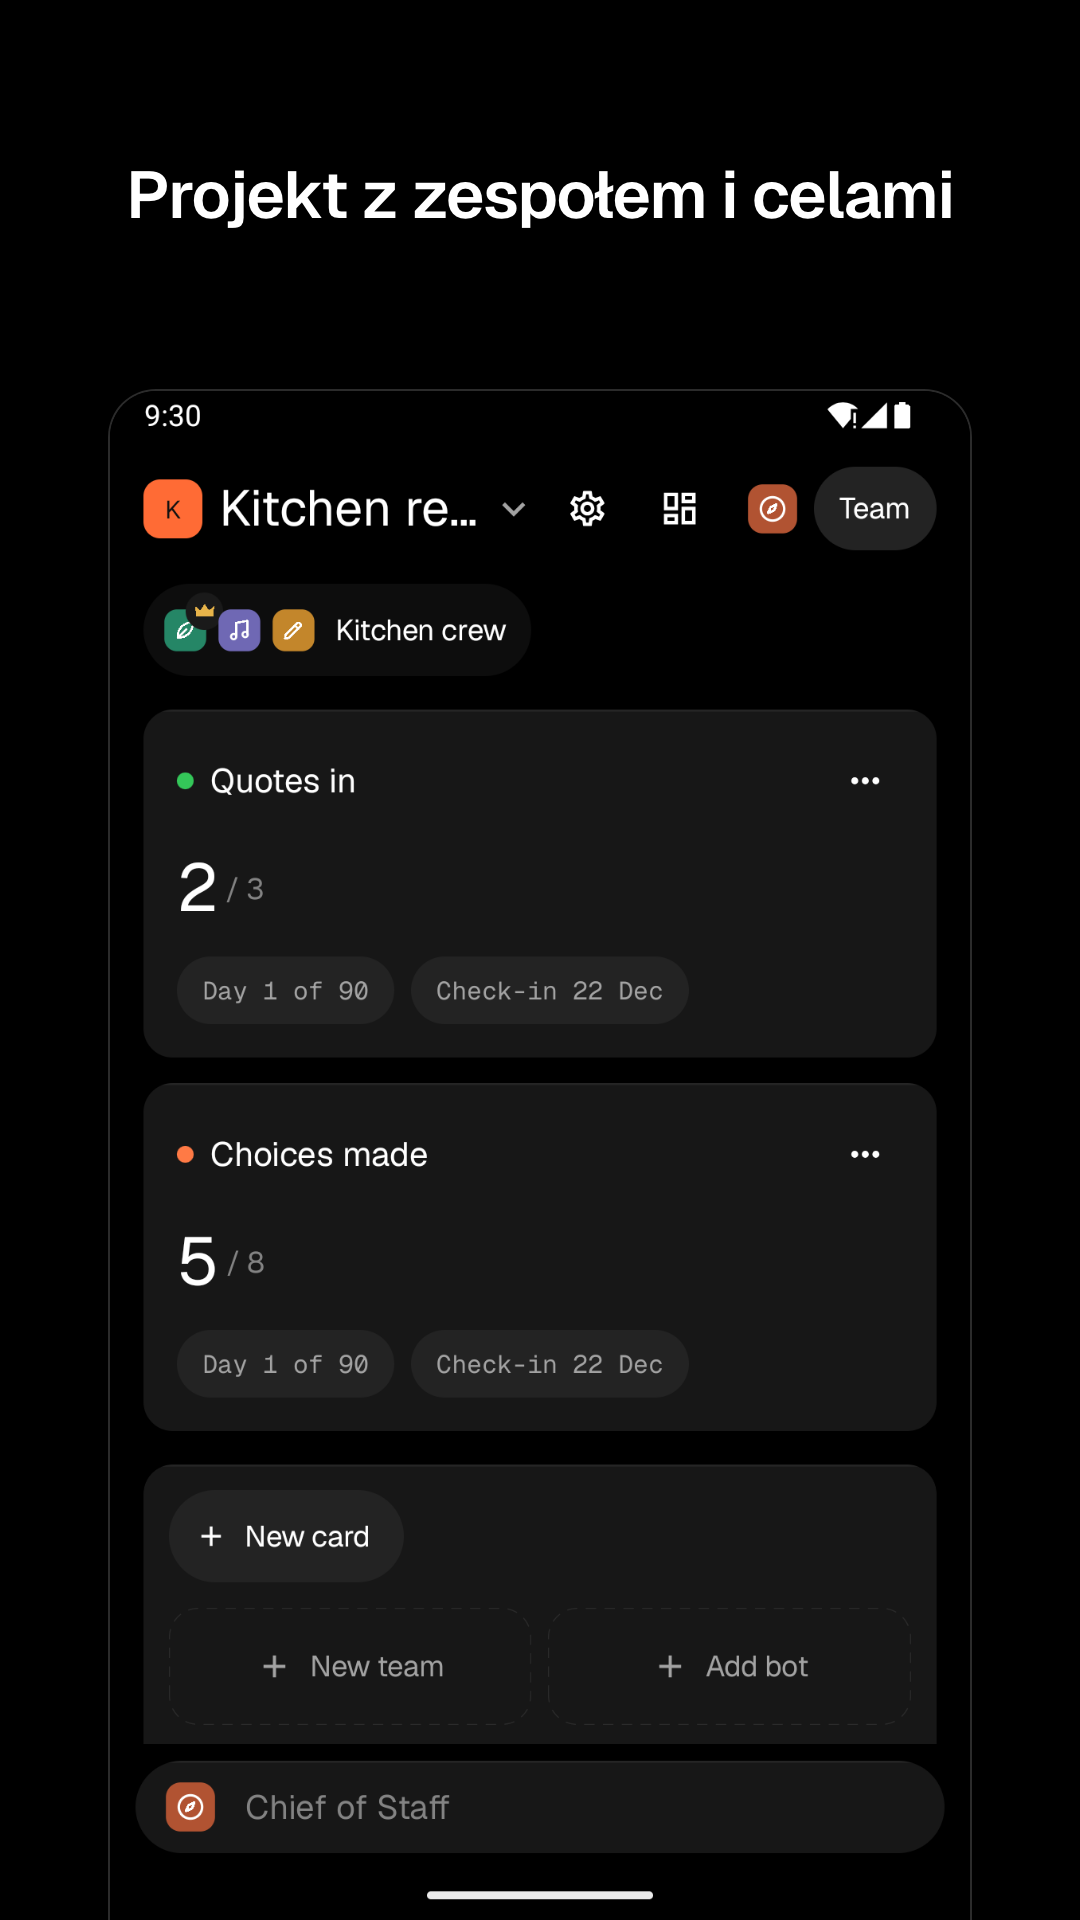 Projekt z zespołem i celami
9:30
K Kitchen re... Team
Kitchen crew
Quotes in
2 / 3
Day 1 of 90 Check-in 22 Dec
Choices made
5 / 8
Day 1 of 90 Check-in 22 Dec
+ New card
+ New team + Add bot
Chief of Staff